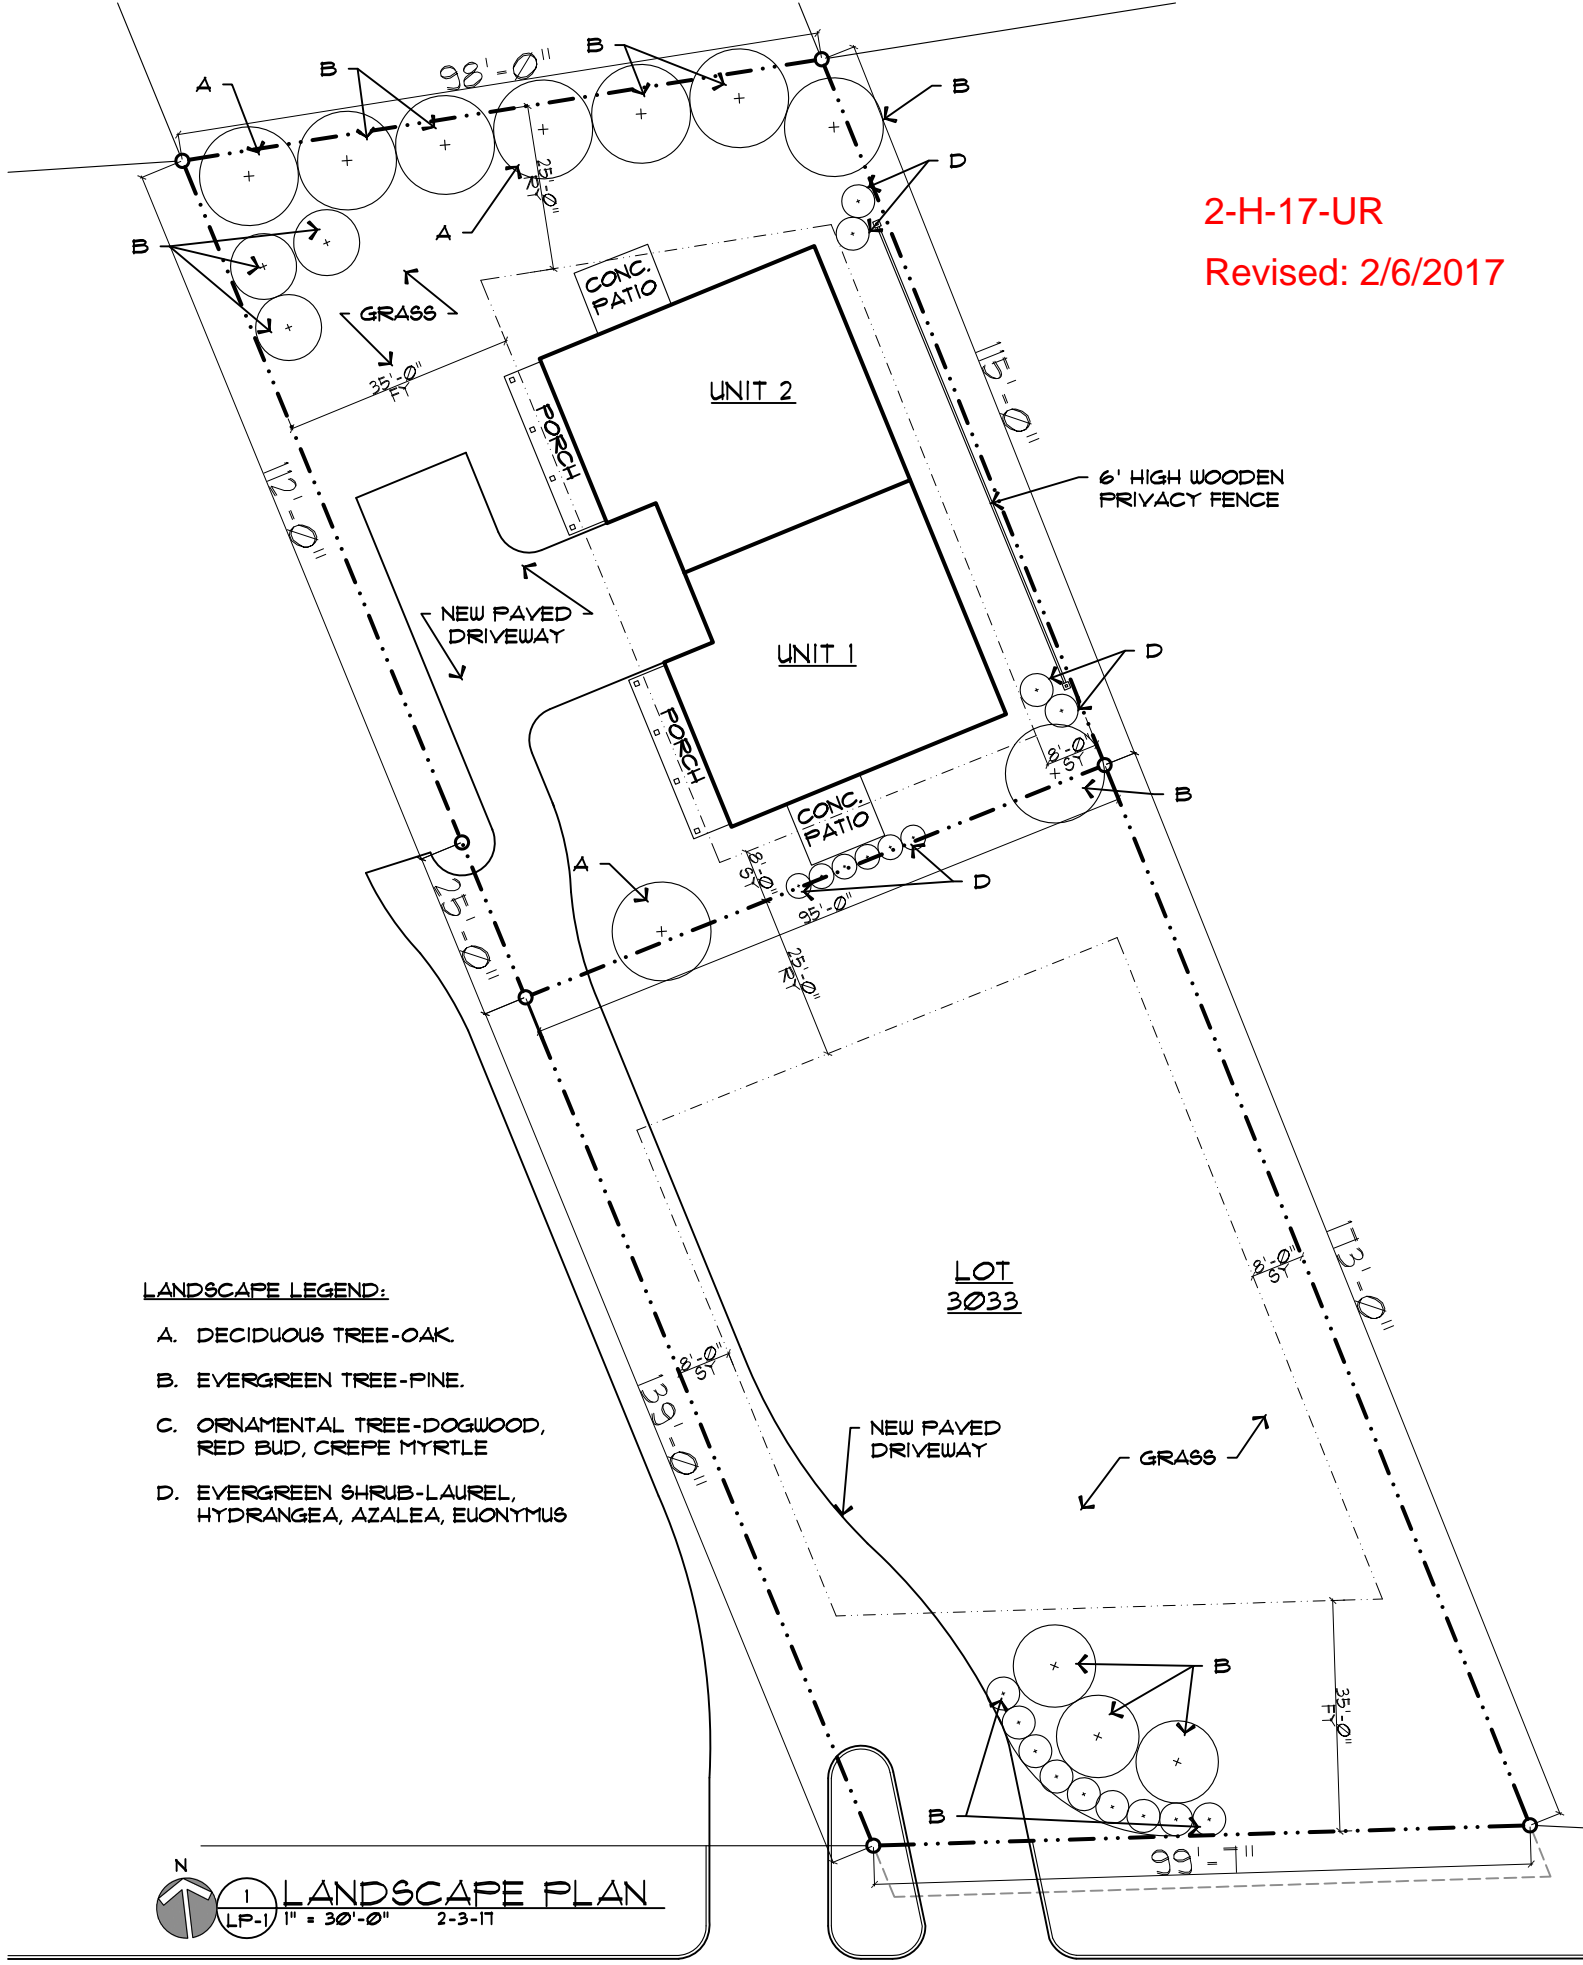 98'-0"
B
B
A
B
D
25'-0"
RY
A
B
2-H-17-UR
Revised: 2/6/2017
CONC.
PATIO
GRASS
35'-0"
FY
UNIT 2
115'-0"
PORCH
6' HIGH WOODEN
PRIVACY FENCE
112'-0"
NEW PAVED
DRIVEWAY
UNIT 1
D
PORCH
8'-0"
SY
B
CONC.
PATIO
A
8'-0"
SY
D
95'-0"
25'-0"
25'-0"
RY
LOT
3033
8'-0"
SY
173'-0"
LANDSCAPE LEGEND:
A. DECIDUOUS TREE-OAK.
B. EVERGREEN TREE-PINE.
C. ORNAMENTAL TREE-DOGWOOD,
RED BUD, CREPE MYRTLE
D. EVERGREEN SHRUB-LAUREL,
HYDRANGEA, AZALEA, EUONYMUS
8'-0"
SY
139'-0"
NEW PAVED
DRIVEWAY
GRASS
B
35'-0"
FY
B
99'-7"
N
1
LP-1
LANDSCAPE PLAN
1" = 30'-0" 2-3-17